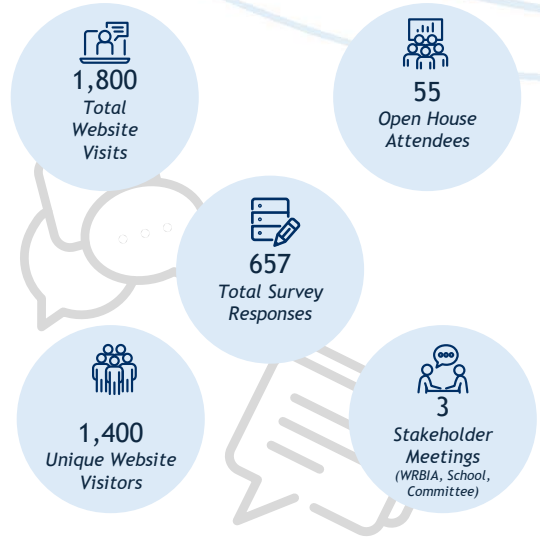 1,800
Total
Website
Visits
55
Open House
Attendees
657
Total Survey
Responses
1,400
Unique Website
Visitors
3
Stakeholder
Meetings
(WRBIA, School,
Committee)